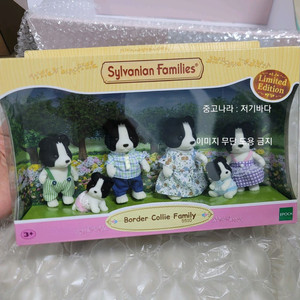 Sylvanian Families®
Limited
Edition
중고나라 : 저기바다
이미지 무단 도용 금지
Border Collie Family
3+
EPOCH